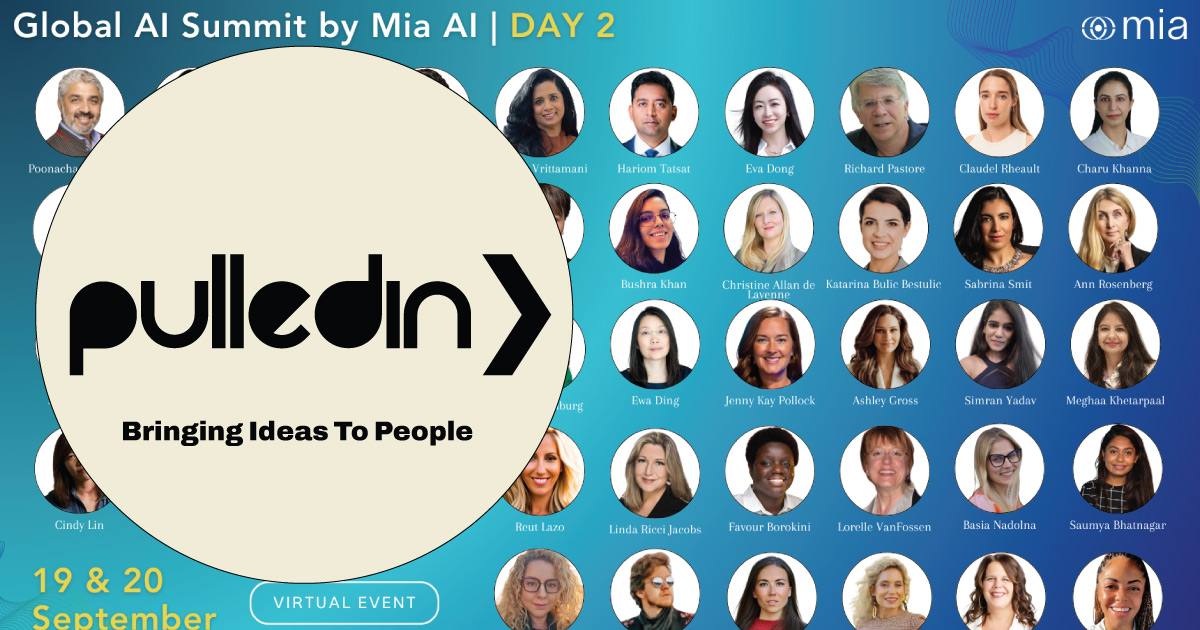 Global AI Summit by Mia AI | DAY 2
mia
Poonacha
Vrittamani
Hariom Tatsat
Eva Dong
Richard Pastore
Claudel Rheault
Charu Khanna
Bushra Khan
Christine Allan de
Lavenne
Katarina Bulic Bestulic
Sabrina Smit
Ann Rosenberg
pulledin
Bringing Ideas To People
Ewa Ding
Jenny Kay Pollock
Ashley Gross
Simran Yadav
Meghaa Khetarpaal
Cindy Lin
Reut Lazo
Linda Ricci Jacobs
Favour Borokini
Lorelle VanFossen
Basia Nadolna
Saumya Bhatnagar
19 & 20
September
VIRTUAL EVENT